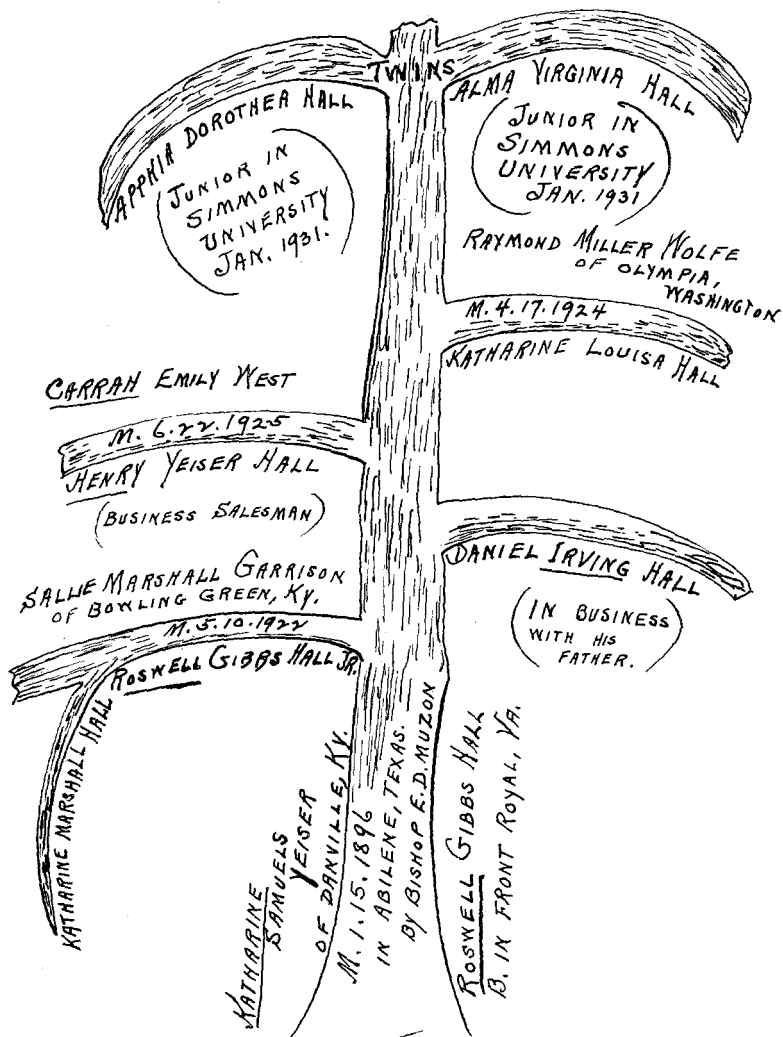 TWINS
APPHIA DOROTHEA HALL
(JUNIOR IN
SIMMONS
UNIVERSITY
JAN. 1931.)
ALMA VIRGINIA HALL
(JUNIOR IN
SIMMONS
UNIVERSITY
JAN. 1931)
RAYMOND MILLER WOLFE
OF OLYMPIA,
WASHINGTON
M. 4.17.1924
KATHARINE LOUISA HALL
CARRAH EMILY WEST
M. 6.22.1925
HENRY YEISER HALL
(BUSINESS SALESMAN)
DANIEL IRVING HALL
(IN BUSINESS
WITH HIS
FATHER.)
SALLIE MARSHALL GARRISON
OF BOWLING GREEN, KY.
M. 5.10.1922
ROSWELL GIBBS HALL JR.
KATHARINE MARSHALL HALL
KATHARINE
SAMUELS
YEISER
OF DANVILLE, KY.
M. 1.15.1896
IN ABILENE, TEXAS.
BY BISHOP E.D. MUZON
ROSWELL GIBBS HALL
B. IN FRONT ROYAL, VA.